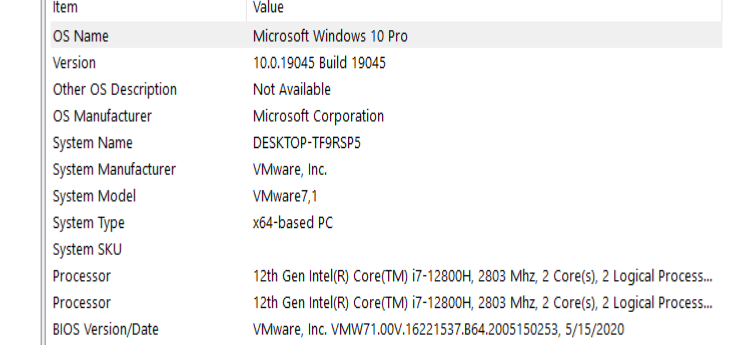 Item Value
OS Name Microsoft Windows 10 Pro
Version 10.0.19045 Build 19045
Other OS Description Not Available
OS Manufacturer Microsoft Corporation
System Name DESKTOP-TF9RSP5
System Manufacturer VMware, Inc.
System Model VMware7,1
System Type x64-based PC
System SKU
Processor 12th Gen Intel(R) Core(TM) i7-12800H, 2803 Mhz, 2 Core(s), 2 Logical Process...
Processor 12th Gen Intel(R) Core(TM) i7-12800H, 2803 Mhz, 2 Core(s), 2 Logical Process...
BIOS Version/Date VMware, Inc. VMW71.00V.16221537.B64.2005150253, 5/15/2020